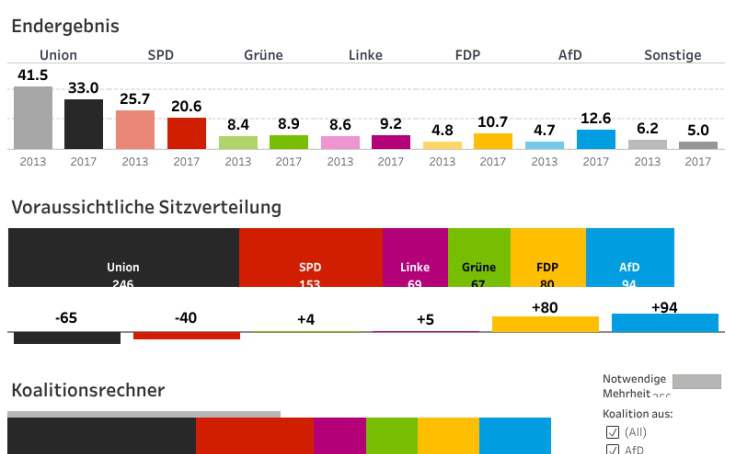 Endergebnis
Union SPD Grüne Linke FDP AfD Sonstige
41.5 33.0 25.7 20.6 8.4 8.9 8.6 9.2 4.8 10.7 4.7 12.6 6.2 5.0
2013 2017 2013 2017 2013 2017 2013 2017 2013 2017 2013 2017 2013 2017
Voraussichtliche Sitzverteilung
Union SPD Linke Grüne FDP AfD
246 153 69 67 80 94
-65 -40 +4 +5 +80 +94
Koalitionsrechner
Notwendige
Mehrheit
Koalition aus:
(All)
AfD